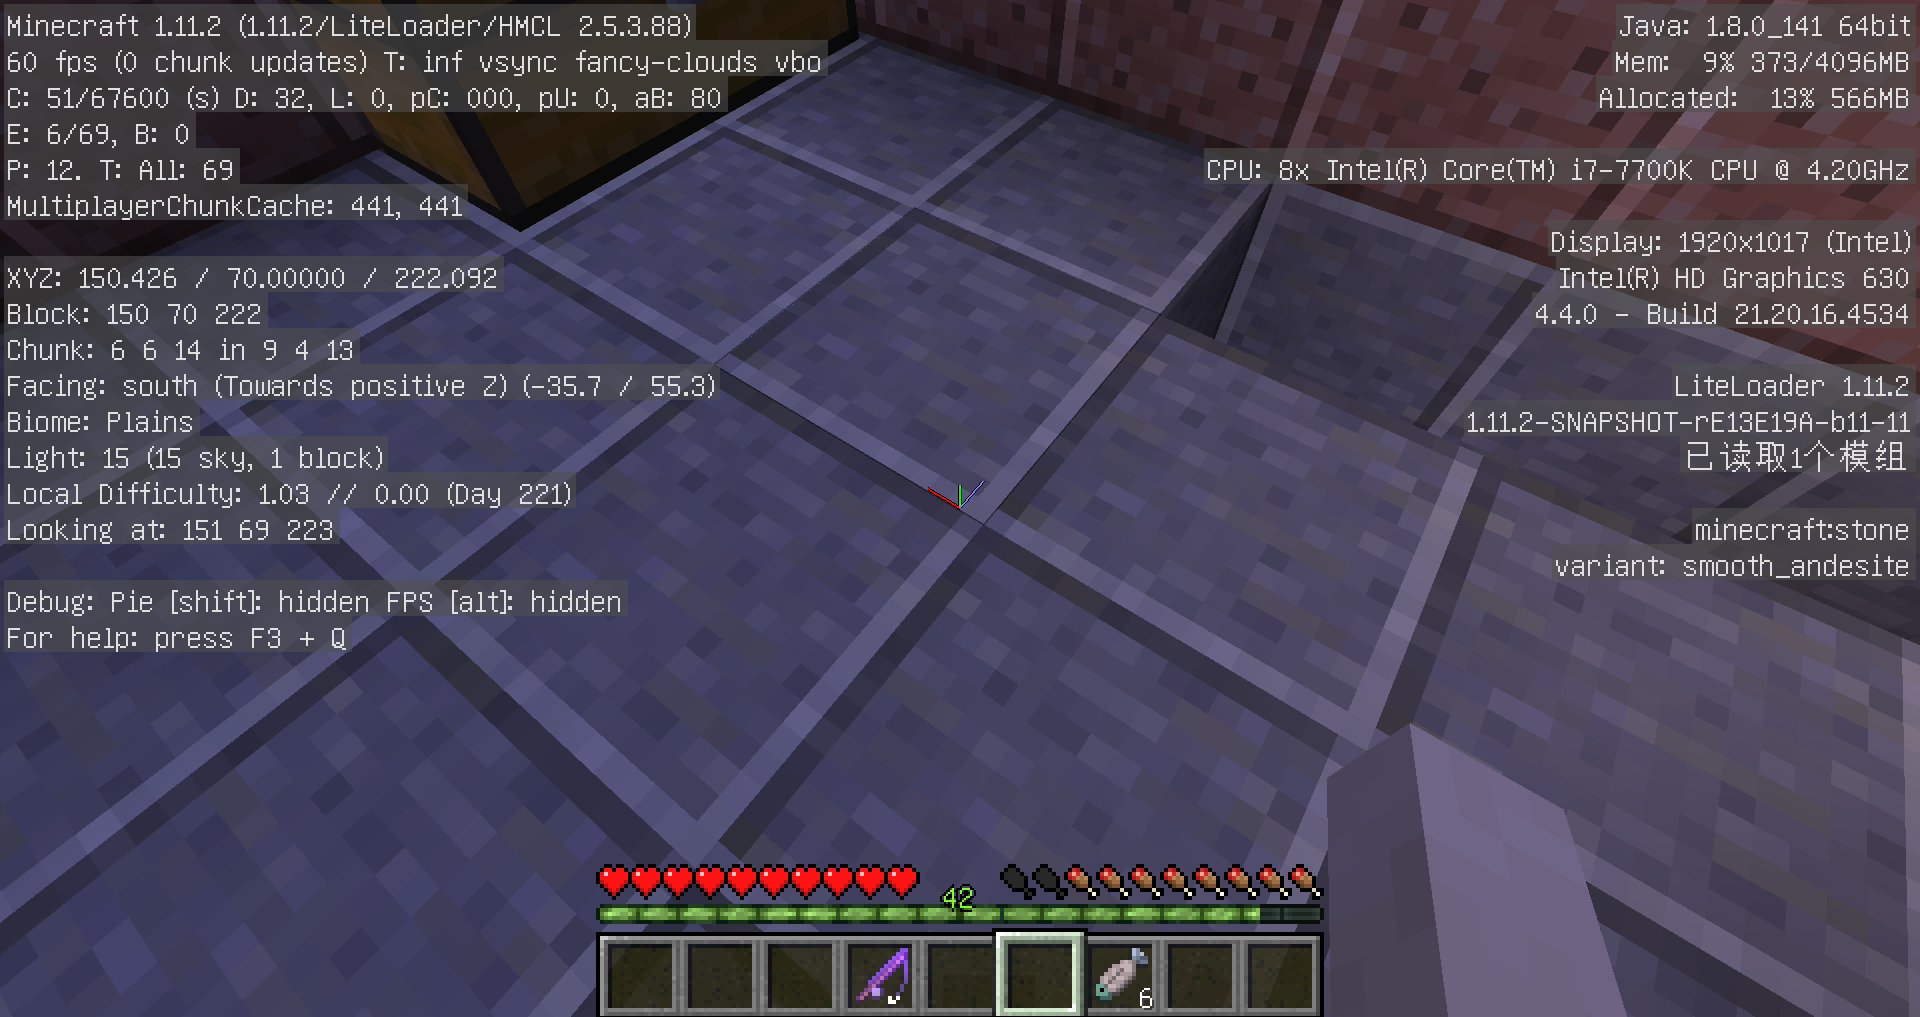 Minecraft 1.11.2 (1.11.2/LiteLoader/HMCL 2.5.3.88)
60 fps (0 chunk updates) T: inf vsync fancy-clouds vbo
C: 51/67600 (s) D: 32, L: 0, pC: 000, pU: 0, aB: 80
E: 6/69, B: 0
P: 12. T: All: 69
MultiplayerChunkCache: 441, 441
XYZ: 150.426 / 70.00000 / 222.092
Block: 150 70 222
Chunk: 6 6 14 in 9 4 13
Facing: south (Towards positive Z) (-35.7 / 55.3)
Biome: Plains
Light: 15 (15 sky, 1 block)
Local Difficulty: 1.03 // 0.00 (Day 221)
Looking at: 151 69 223
Debug: Pie [shift]: hidden FPS [alt]: hidden
For help: press F3 + Q
Java: 1.8.0_141 64bit
Mem: 9% 373/4096MB
Allocated: 13% 566MB
CPU: 8x Intel(R) Core(TM) i7-7700K CPU @ 4.20GHz
Display: 1920x1017 (Intel)
Intel(R) HD Graphics 630
4.4.0 - Build 21.20.16.4534
LiteLoader 1.11.2
1.11.2-SNAPSHOT-rE13E19A-b11-11
已读取1个模组
minecraft:stone
variant: smooth_andesite
42
6